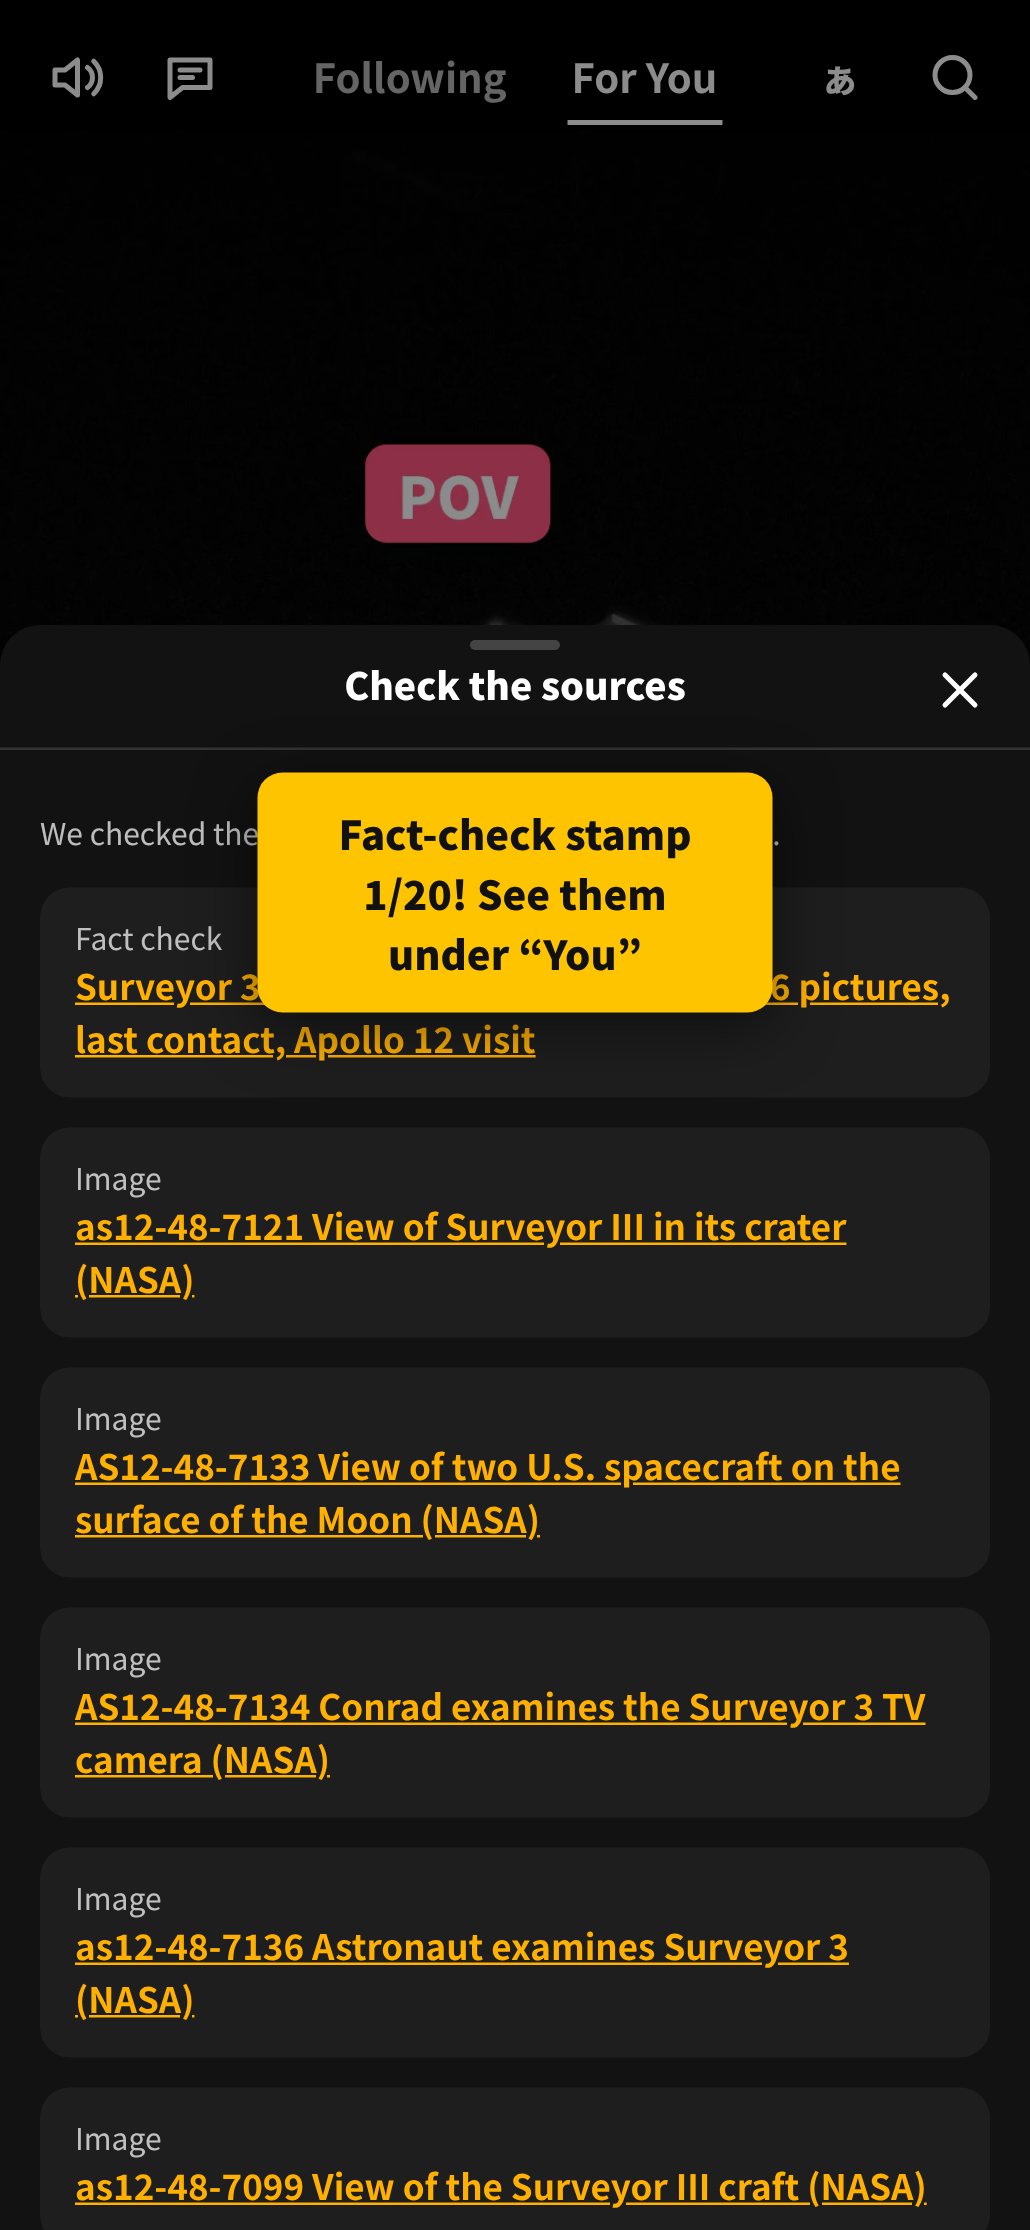 Following
For You
あ
POV
Check the sources
We checked the
.
Fact-check stamp
1/20! See them
under “You”
Fact check
Surveyor 3
6 pictures,
last contact, Apollo 12 visit
Image
as12-48-7121 View of Surveyor III in its crater
(NASA)
Image
AS12-48-7133 View of two U.S. spacecraft on the
surface of the Moon (NASA)
Image
AS12-48-7134 Conrad examines the Surveyor 3 TV
camera (NASA)
Image
as12-48-7136 Astronaut examines Surveyor 3
(NASA)
Image
as12-48-7099 View of the Surveyor III craft (NASA)